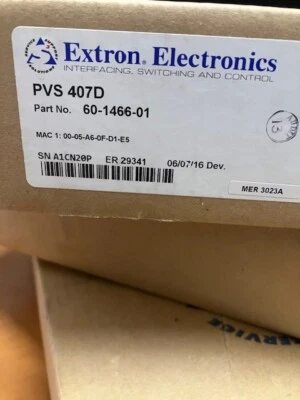 Extron Electronics
INTERFACING, SWITCHING AND CONTROL
PVS 407D
Part No. 60-1466-01
MAC 1: 00-05-A6-0F-D1-E5
SN A1CN20P ER 29341 06/07/16 Dev.
MER 3023A
SERVICE